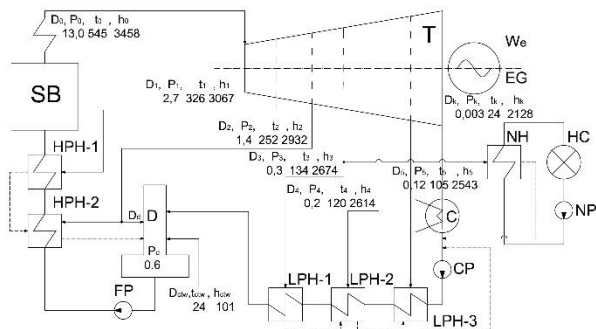 D₀, P₀, t₀, h₀
13,0 545 3458
T
Wₑ
EG
SB
D₁, P₁, t₁, h₁
2,7 326 3067
Dₖ, Pₖ, tₖ, hₖ
0,003 24 2128
D₂, P₂, t₂, h₂
1,4 252 2932
NH
HC
HPH-1
D₃, P₃, t₃, h₃
0,3 134 2674
D₅, P₅, t₅, h₅
0,12 105 2543
D₄, P₄, t₄, h₄
0,2 120 2614
NP
HPH-2
D
C
0.6
LPH-1
LPH-2
CP
FP
24 101
LPH-3